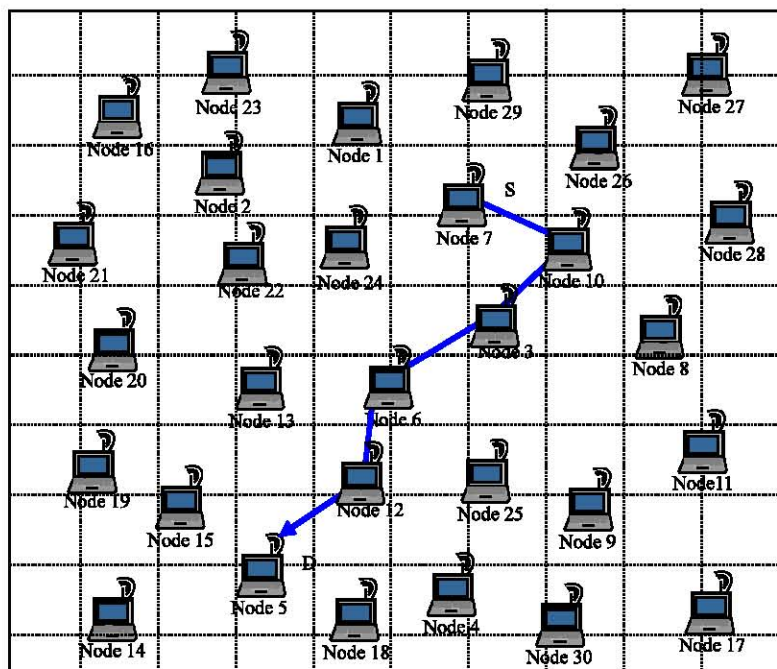 Node 23
Node 29
Node 27
Node 16
Node 1
Node 26
Node 2
S
Node 7
Node 28
Node 21
Node 22
Node 24
Node 10
Node 20
Node 3
Node 8
Node 13
Node 6
Node 19
Node11
Node 15
Node 12
Node 25
Node 9
D
Node 5
Node 14
Node 18
Node 4
Node 30
Node 17